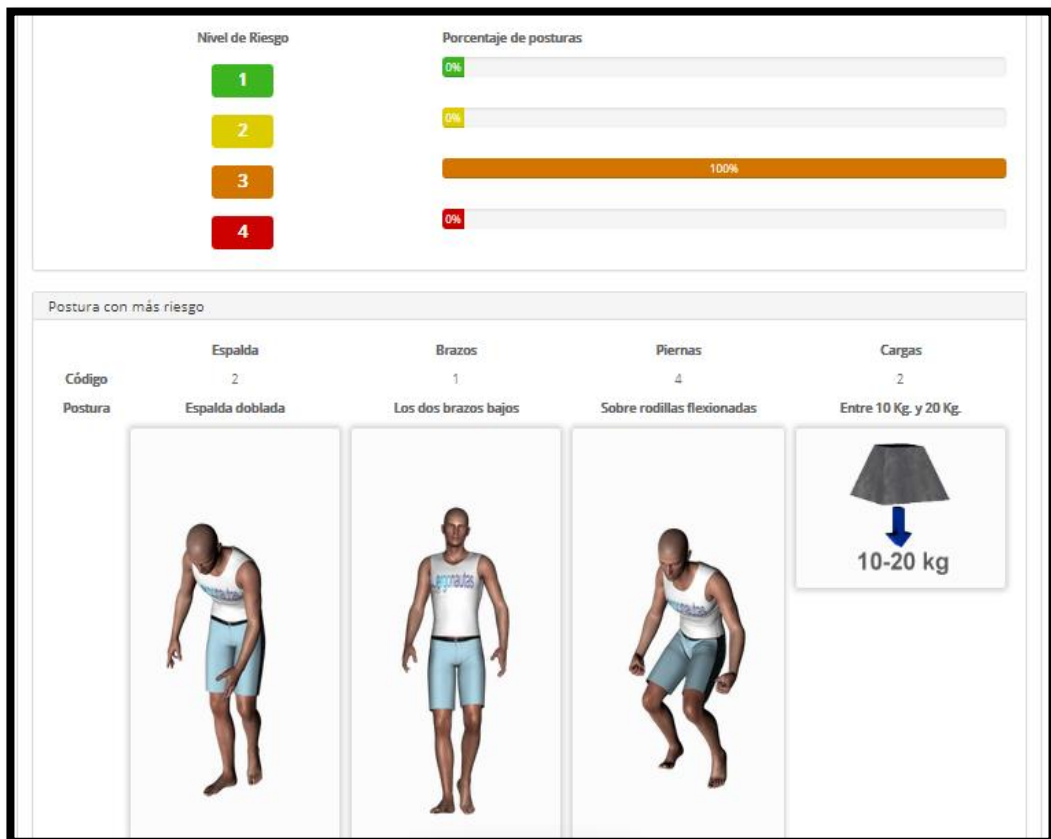 Nivel de Riesgo Porcentaje de posturas
1 0%
2 0%
3 100%
4 0%
Postura con más riesgo
Espalda Brazos Piernas Cargas
Código 2 1 4 2
Postura Espalda doblada Los dos brazos bajos Sobre rodillas flexionadas Entre 10 Kg. y 20 Kg.
ergonautas
10-20 kg